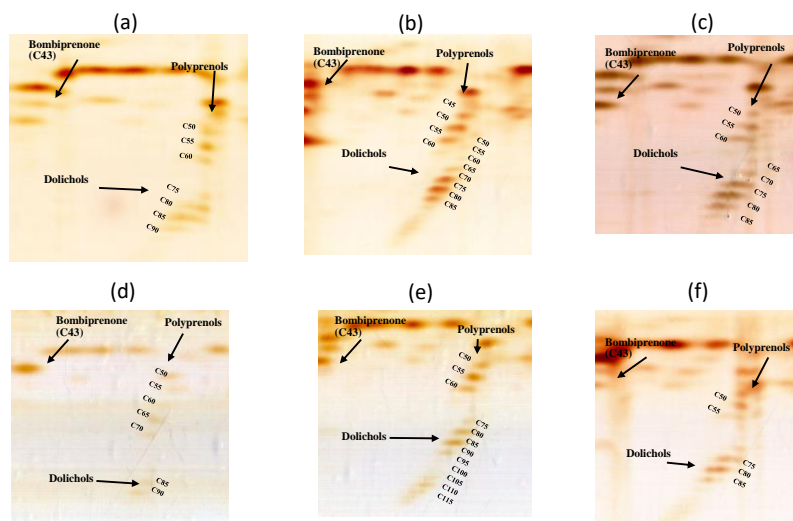 (a)
Bombiprenone
(C43)
Polyprenols
C50
C55
C60
Dolichols
C75
C80
C85
C90
(b)
Bombiprenone
(C43)
Polyprenols
C45
C50
C55
C60
C50
C55
C60
C65
Dolichols
C70
C75
C80
C85
(c)
Polyprenols
Bombiprenone
(C43)
C50
C55
C60
C65
Dolichols
C70
C75
C80
C85
(d)
Bombiprenone
(C43)
Polyprenols
C50
C55
C60
C65
C70
Dolichols
C85
C90
(e)
Bombiprenone
(C43)
Polyprenols
C50
C55
C60
C75
C80
Dolichols
C85
C90
C95
C100
C105
C110
C115
(f)
Bombiprenone
(C43)
Polyprenols
C50
C55
Dolichols
C75
C80
C85